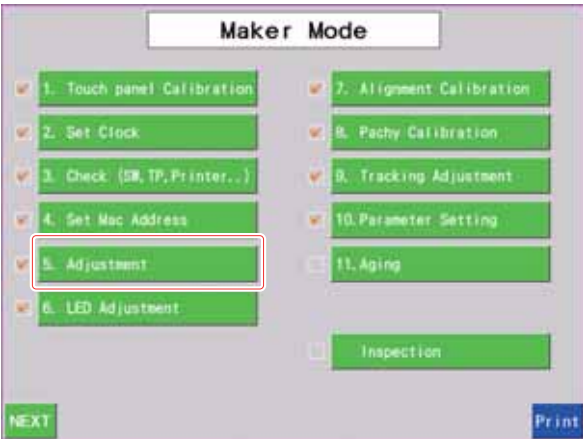 Maker Mode
1. Touch panel Calibration
2. Set Clock
3. Check (SW,TP,Printer..)
4. Set Mac Address
5. Adjustment
6. LED Adjustment
7. Alignment Calibration
8. Pachy Calibration
9. Tracking Adjustment
10.Parameter Setting
11.Aging
Inspection
NEXT
Print